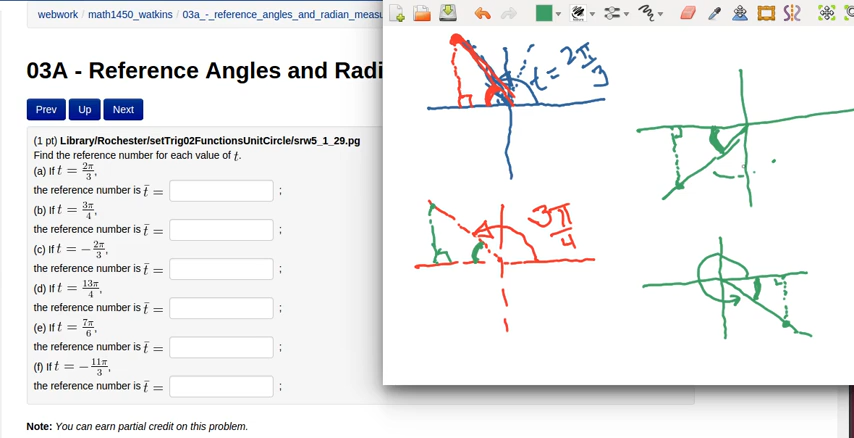 webwork / math1450_watkins / 03a_-_reference_angles_and_radian_measu
03A - Reference Angles and Radi
Prev Up Next
(1 pt) Library/Rochester/setTrig02FunctionsUnitCircle/srw5_1_29.pg
Find the reference number for each value of t.
(a) If t = 2π/3,
the reference number is t̄ = ;
(b) If t = 3π/4,
the reference number is t̄ = ;
(c) If t = −2π/3,
the reference number is t̄ = ;
(d) If t = 13π/4,
the reference number is t̄ = ;
(e) If t = 7π/6,
the reference number is t̄ = ;
(f) If t = −11π/3,
the reference number is t̄ = ;
Note: You can earn partial credit on this problem.
t = 2π/3
3π/4